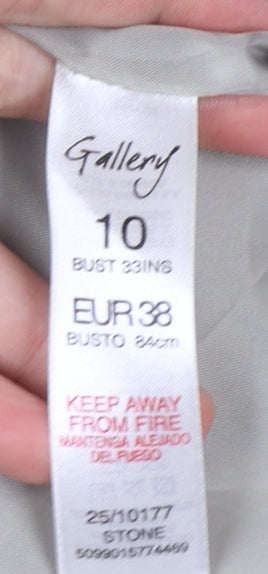 Gallery
10
BUST 33INS
EUR 38
BUSTO 84cm
KEEP AWAY
FROM FIRE
MANTENGA ALEJADO
DEL FUEGO
25/10177
STONE
5099015774469